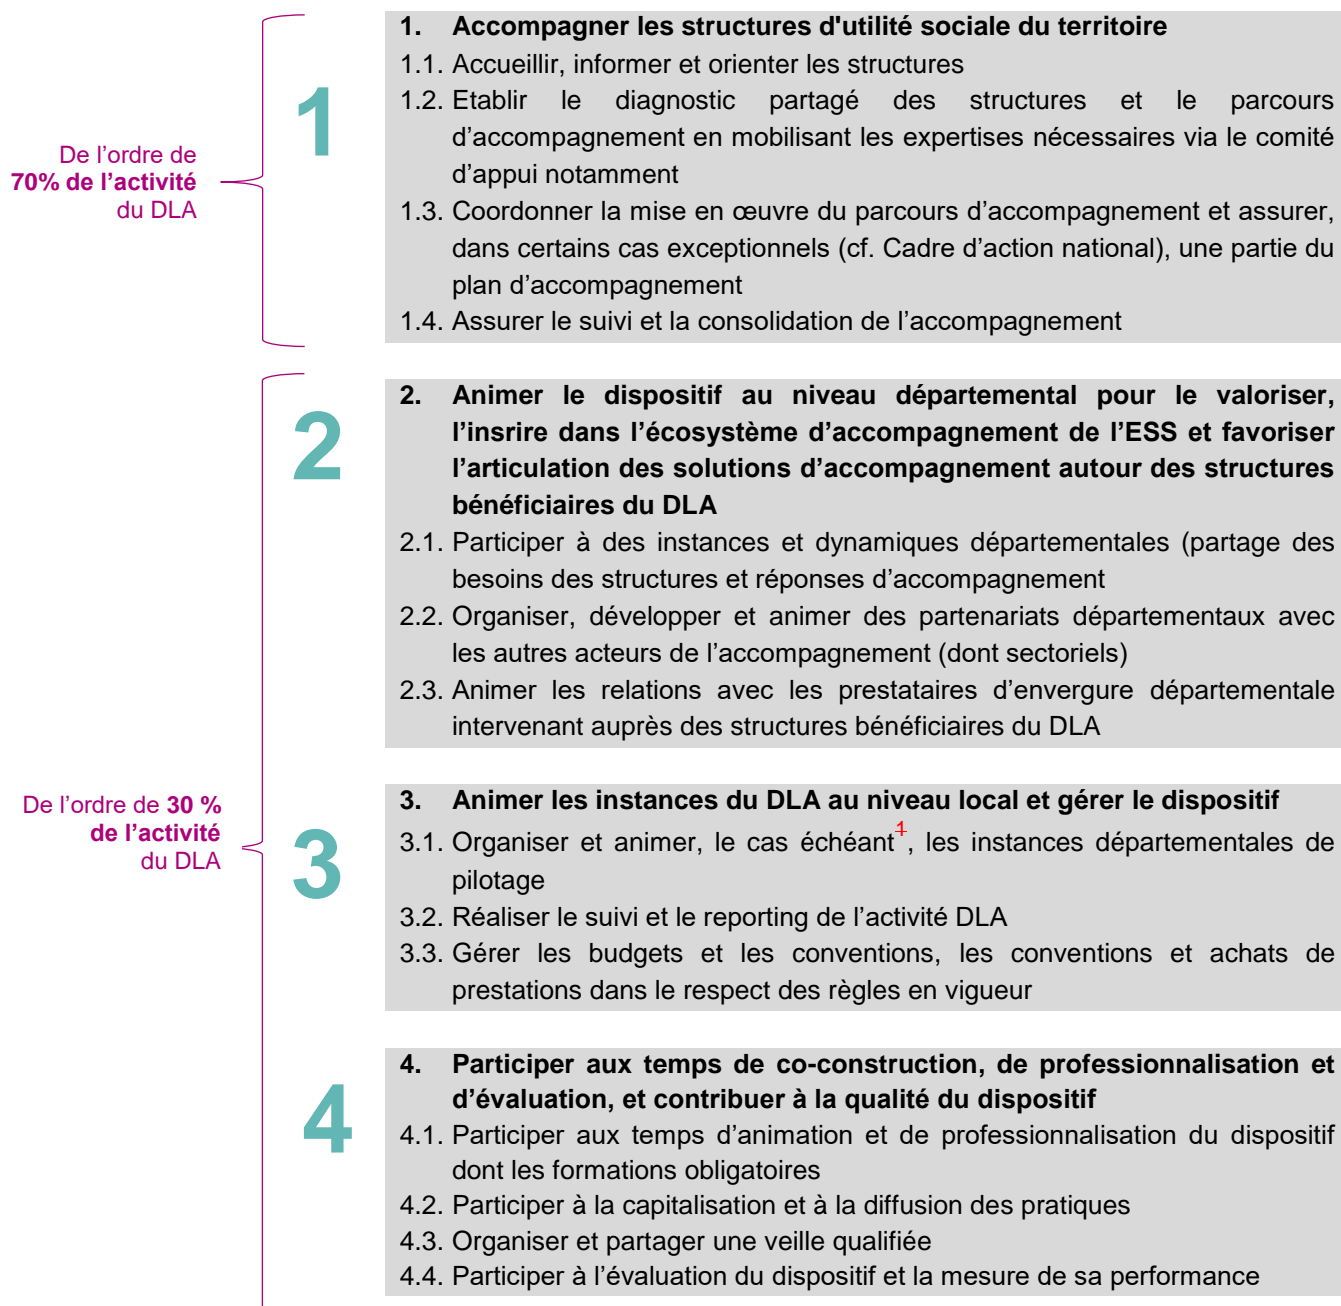 De l’ordre de
70% de l’activité
du DLA
1
1. Accompagner les structures d'utilité sociale du territoire
1.1. Accueillir, informer et orienter les structures
1.2. Etablir le diagnostic partagé des structures et le parcours
d’accompagnement en mobilisant les expertises nécessaires via le comité
d’appui notamment
1.3. Coordonner la mise en œuvre du parcours d’accompagnement et assurer,
dans certains cas exceptionnels (cf. Cadre d’action national), une partie du
plan d’accompagnement
1.4. Assurer le suivi et la consolidation de l’accompagnement
De l’ordre de 30 %
de l’activité
du DLA
2
2. Animer le dispositif au niveau départemental pour le valoriser,
l’insrire dans l’écosystème d’accompagnement de l’ESS et favoriser
l’articulation des solutions d’accompagnement autour des structures
bénéficiaires du DLA
2.1. Participer à des instances et dynamiques départementales (partage des
besoins des structures et réponses d’accompagnement
2.2. Organiser, développer et animer des partenariats départementaux avec
les autres acteurs de l’accompagnement (dont sectoriels)
2.3. Animer les relations avec les prestataires d’envergure départementale
intervenant auprès des structures bénéficiaires du DLA
3
3. Animer les instances du DLA au niveau local et gérer le dispositif
3.1. Organiser et animer, le cas échéant1, les instances départementales de
pilotage
3.2. Réaliser le suivi et le reporting de l’activité DLA
3.3. Gérer les budgets et les conventions, les conventions et achats de
prestations dans le respect des règles en vigueur
4
4. Participer aux temps de co-construction, de professionnalisation et
d’évaluation, et contribuer à la qualité du dispositif
4.1. Participer aux temps d’animation et de professionnalisation du dispositif
dont les formations obligatoires
4.2. Participer à la capitalisation et à la diffusion des pratiques
4.3. Organiser et partager une veille qualifiée
4.4. Participer à l’évaluation du dispositif et la mesure de sa performance